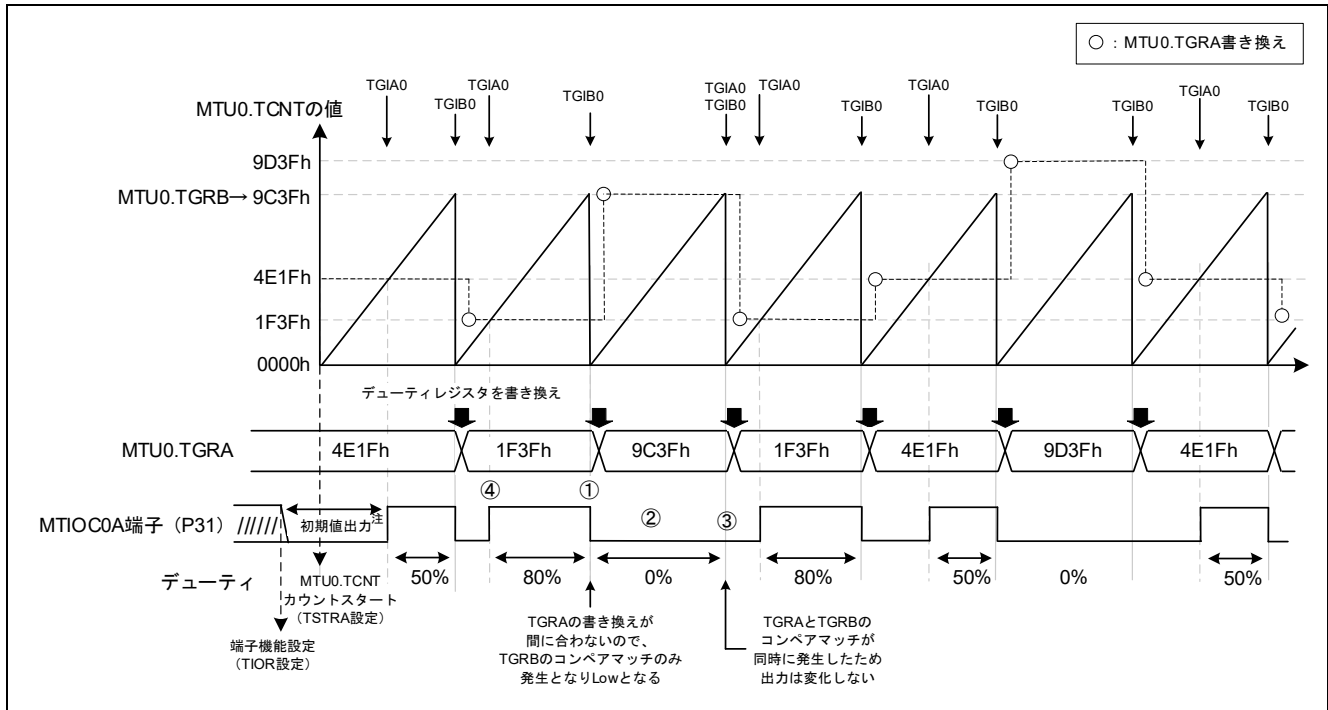 ○：MTU0.TGRA書き換え
MTU0.TCNTの値
TGIA0
TGIB0
TGIA0
TGIB0
TGIA0
TGIB0
TGIA0
TGIB0
TGIA0
TGIB0
TGIB0
TGIA0
TGIB0
9D3Fh
MTU0.TGRB→ 9C3Fh
4E1Fh
1F3Fh
0000h
デューティレジスタを書き換え
MTU0.TGRA
4E1Fh
1F3Fh
9C3Fh
1F3Fh
4E1Fh
9D3Fh
4E1Fh
④
①
②
③
MTIOC0A端子（P31）
初期値出力注
デューティ
50%
80%
0%
80%
50%
0%
50%
MTU0.TCNT
カウントスタート
（TSTRA設定）
端子機能設定
（TIOR設定）
TGRAの書き換えが
間に合わないので、
TGRBのコンペアマッチのみ
発生となりLowとなる
TGRAとTGRBの
コンペアマッチが
同時に発生したため
出力は変化しない